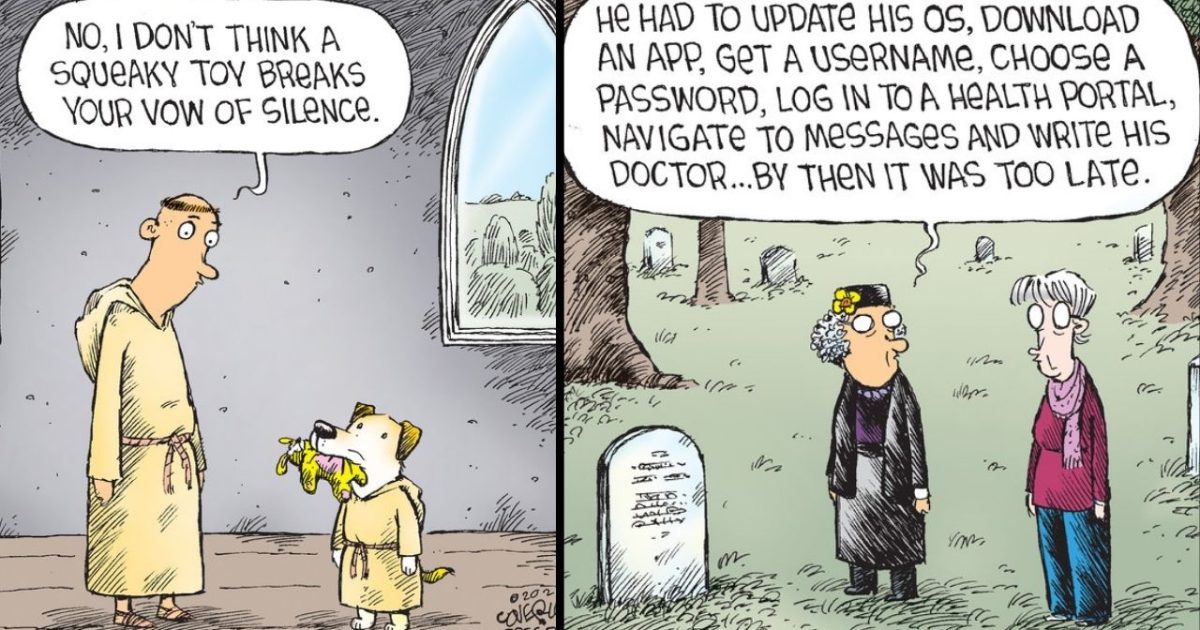 NO, I DON'T THINK A
SQUEAKY TOY BREAKS
YOUR VOW OF SILENCE.
HE HAD TO UPDATE HIS OS, DOWNLOAD
AN APP, GET A USERNAME, CHOOSE A
PASSWORD, LOG IN TO A HEALTH PORTAL,
NAVIGATE TO MESSAGES AND WRITE HIS
DOCTOR...BY THEN IT WAS TOO LATE.